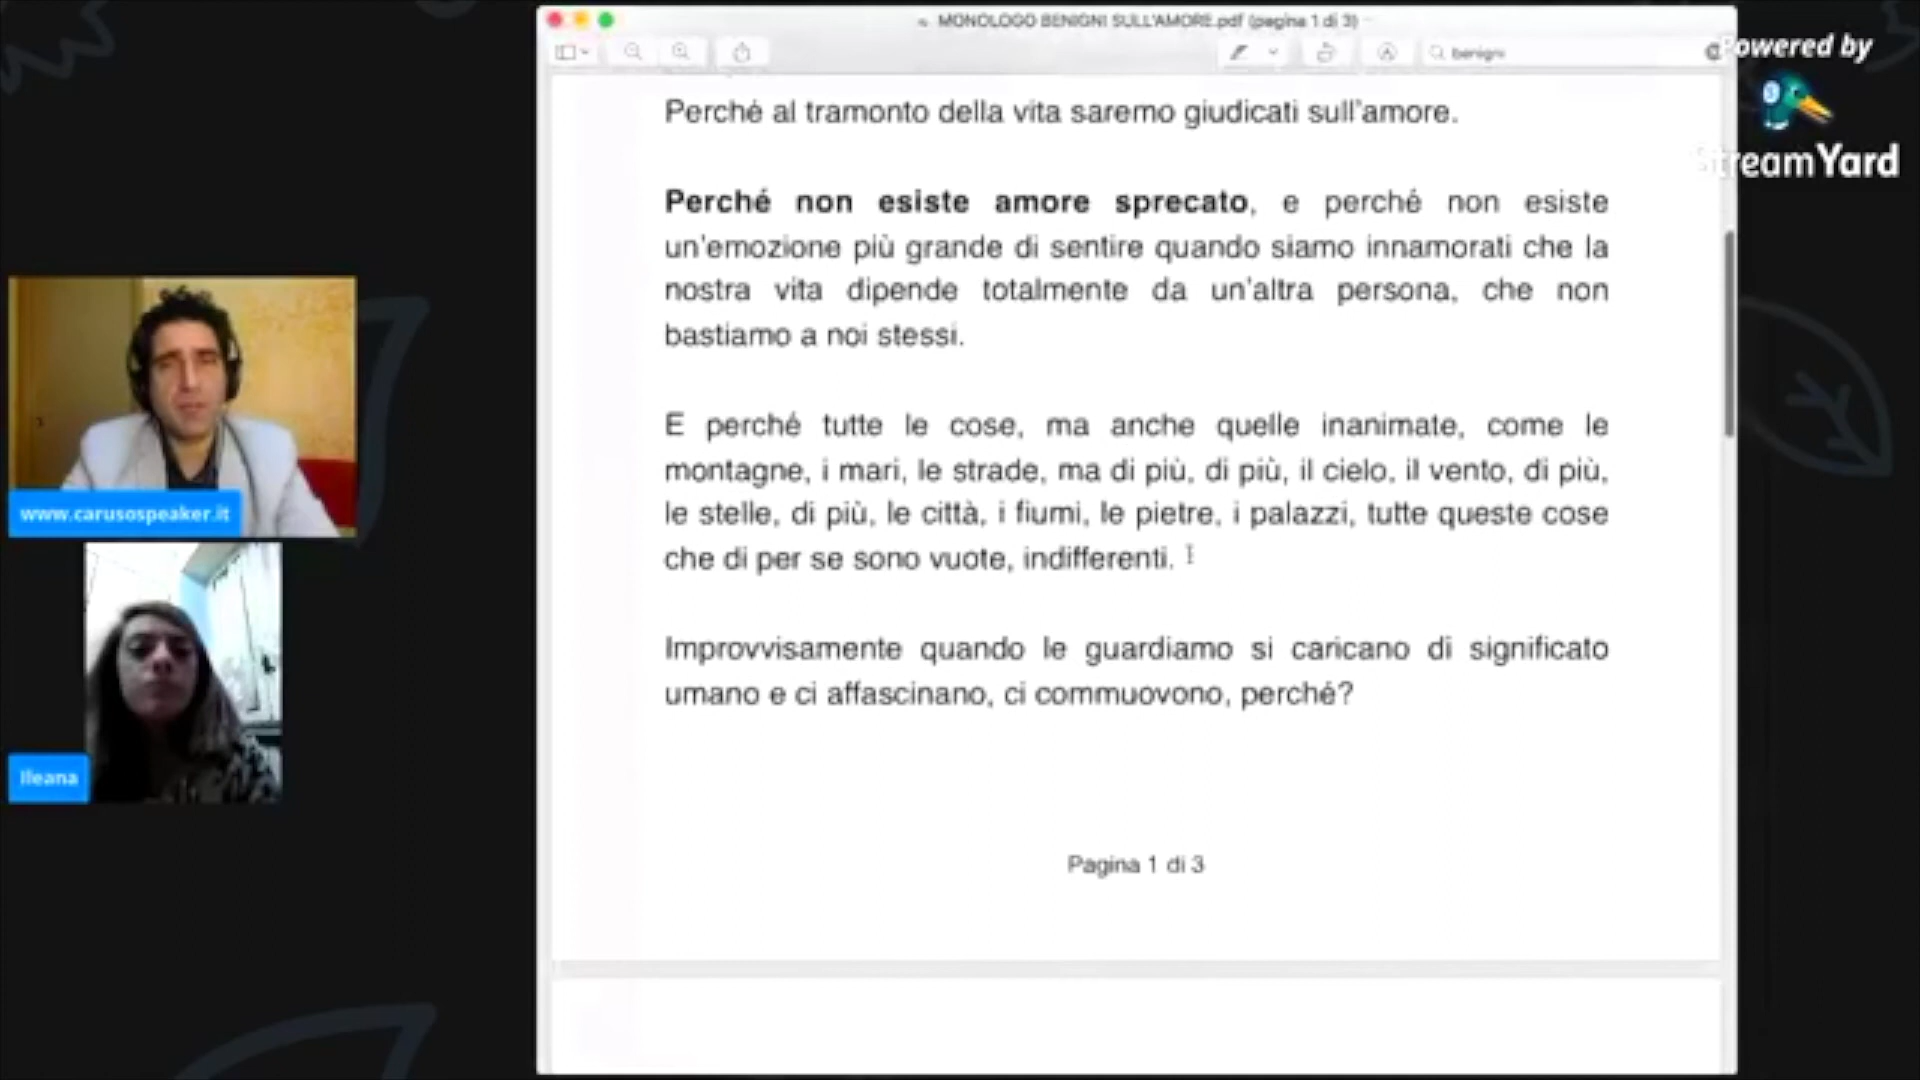 MONOLOGO BENIGNI SULL'AMORE.pdf (pagina 1 di 3)
benigni
Powered by
StreamYard
Perché al tramonto della vita saremo giudicati sull'amore.
Perché non esiste amore sprecato, e perché non esiste
un'emozione più grande di sentire quando siamo innamorati che la
nostra vita dipende totalmente da un'altra persona, che non
bastiamo a noi stessi.
E perché tutte le cose, ma anche quelle inanimate, come le
montagne, i mari, le strade, ma di più, di più, il cielo, il vento, di più,
le stelle, di più, le città, i fiumi, le pietre, i palazzi, tutte queste cose
che di per se sono vuote, indifferenti.
Improvvisamente quando le guardiamo si caricano di significato
umano e ci affascinano, ci commuovono, perché?
Pagina 1 di 3
www.carusospeaker.it
Ileana